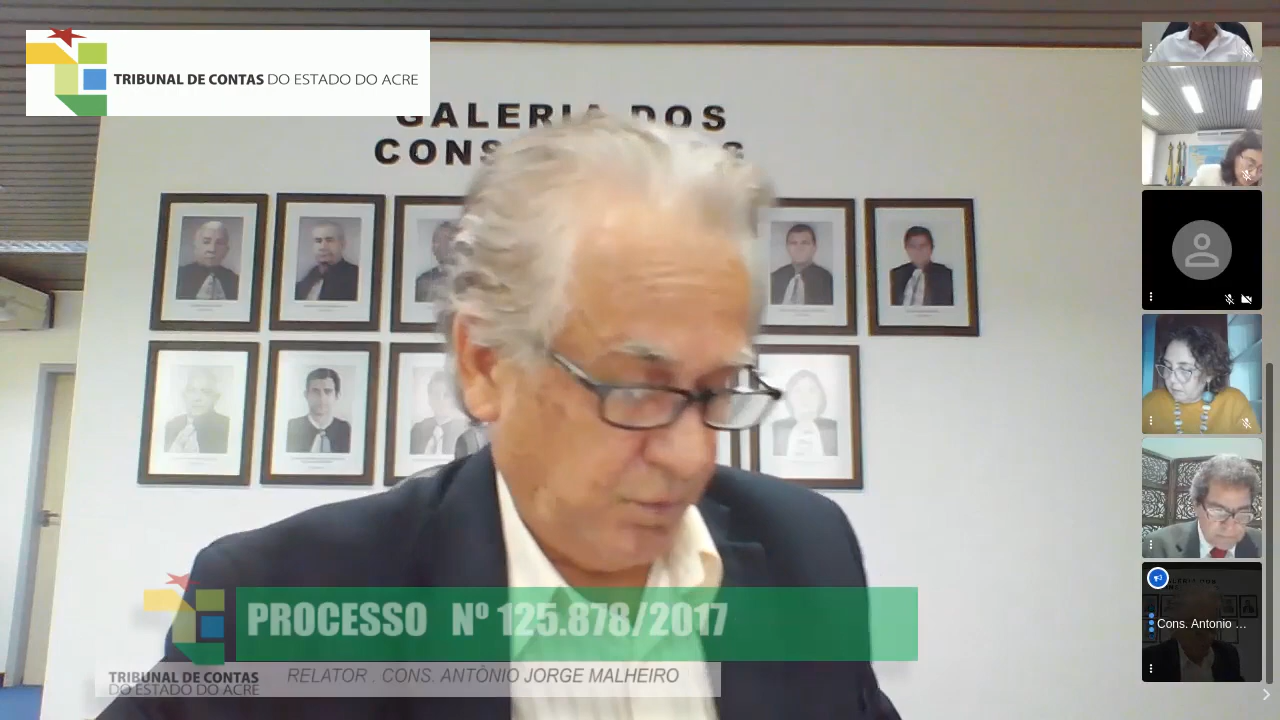 TRIBUNAL DE CONTAS DO ESTADO DO ACRE
GALERIA DOS
CONS
PROCESSO Nº 125.878/2017
RELATOR . CONS. ANTÔNIO JORGE MALHEIRO
TRIBUNAL DE CONTAS
DO ESTADO DO ACRE
Cons. Antonio ...